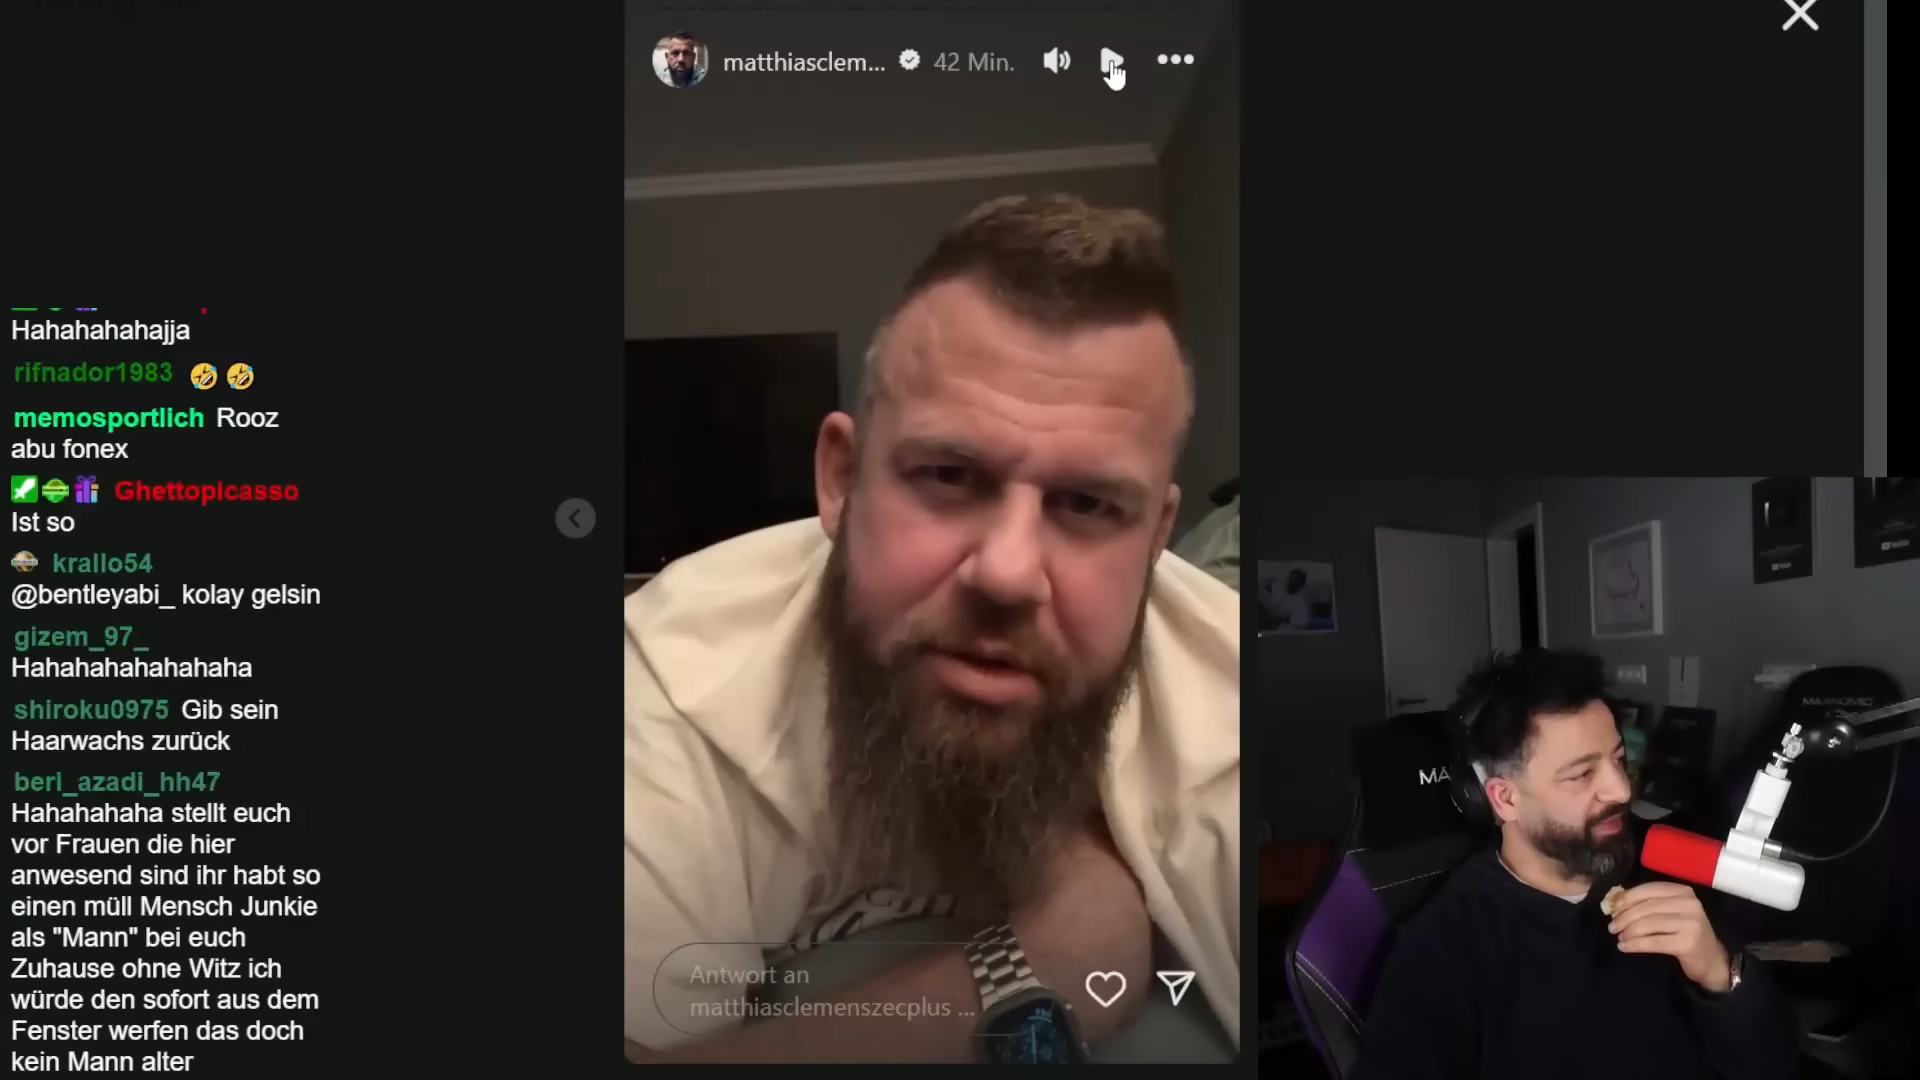 matthiasclem... 42 Min.
Hahahahahajja
rifnador1983
memosportlich Rooz
abu fonex
GhettopIcasso
Ist so
krallo54
@bentleyabi_ kolay gelsin
gizem_97_
Hahahahahahahaha
shiroku0975 Gib sein
Haarwachs zurück
beri_azadi_hh47
Hahahahaha stellt euch
vor Frauen die hier
anwesend sind ihr habt so
einen müll Mensch Junkie
als "Mann" bei euch
Zuhause ohne Witz ich
würde den sofort aus dem
Fenster werfen das doch
kein Mann alter
Antwort an
matthiasclemenszecplus ...
MAXNOMIC
MA